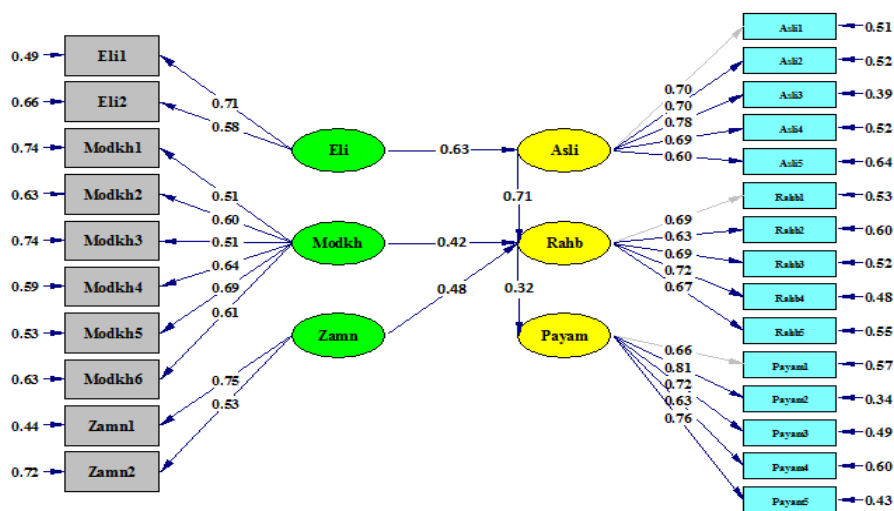 0.49 Eli1
0.66 Eli2
0.74 Modkh1
0.63 Modkh2
0.74 Modkh3
0.59 Modkh4
0.53 Modkh5
0.63 Modkh6
0.44 Zamn1
0.72 Zamn2
0.71
0.58
0.51
0.60
0.51
0.64
0.69
0.61
0.75
0.53
Eli
Modkh
Zamn
0.63
0.42
0.48
Asli
0.71
Rahb
0.32
Payam
0.70
0.70
0.78
0.69
0.60
0.69
0.63
0.69
0.72
0.67
0.66
0.81
0.72
0.63
0.76
Asli1 0.51
Asli2 0.52
Asli3 0.39
Asli4 0.52
Asli5 0.64
Rahb1 0.53
Rahb2 0.60
Rahb3 0.52
Rahb4 0.48
Rahb5 0.55
Payam1 0.57
Payam2 0.34
Payam3 0.49
Payam4 0.60
Payam5 0.43